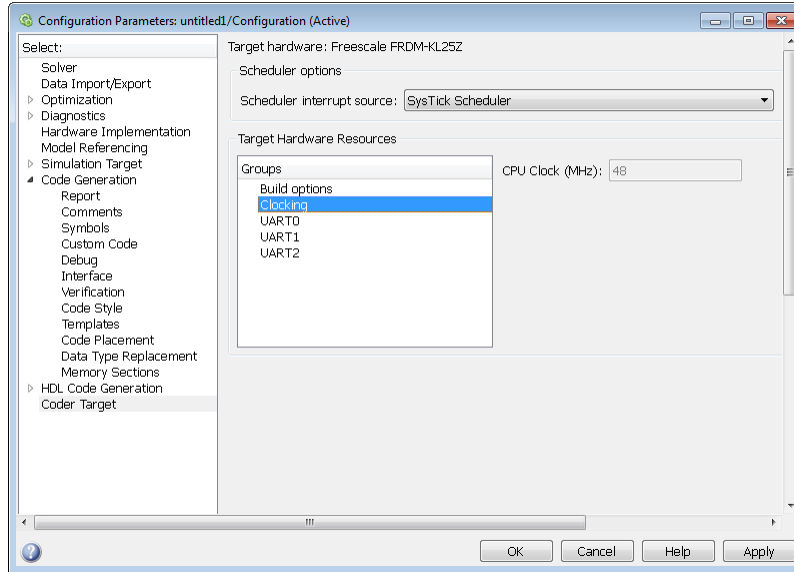 Configuration Parameters: untitled1/Configuration (Active)
Select:
Solver
Data Import/Export
Optimization
Diagnostics
Hardware Implementation
Model Referencing
Simulation Target
Code Generation
Report
Comments
Symbols
Custom Code
Debug
Interface
Verification
Code Style
Templates
Code Placement
Data Type Replacement
Memory Sections
HDL Code Generation
Coder Target
Target hardware: Freescale FRDM-KL25Z
Scheduler options
Scheduler interrupt source: SysTick Scheduler
Target Hardware Resources
Groups
Build options
Clocking
UART0
UART1
UART2
CPU Clock (MHz): 48
OK Cancel Help Apply